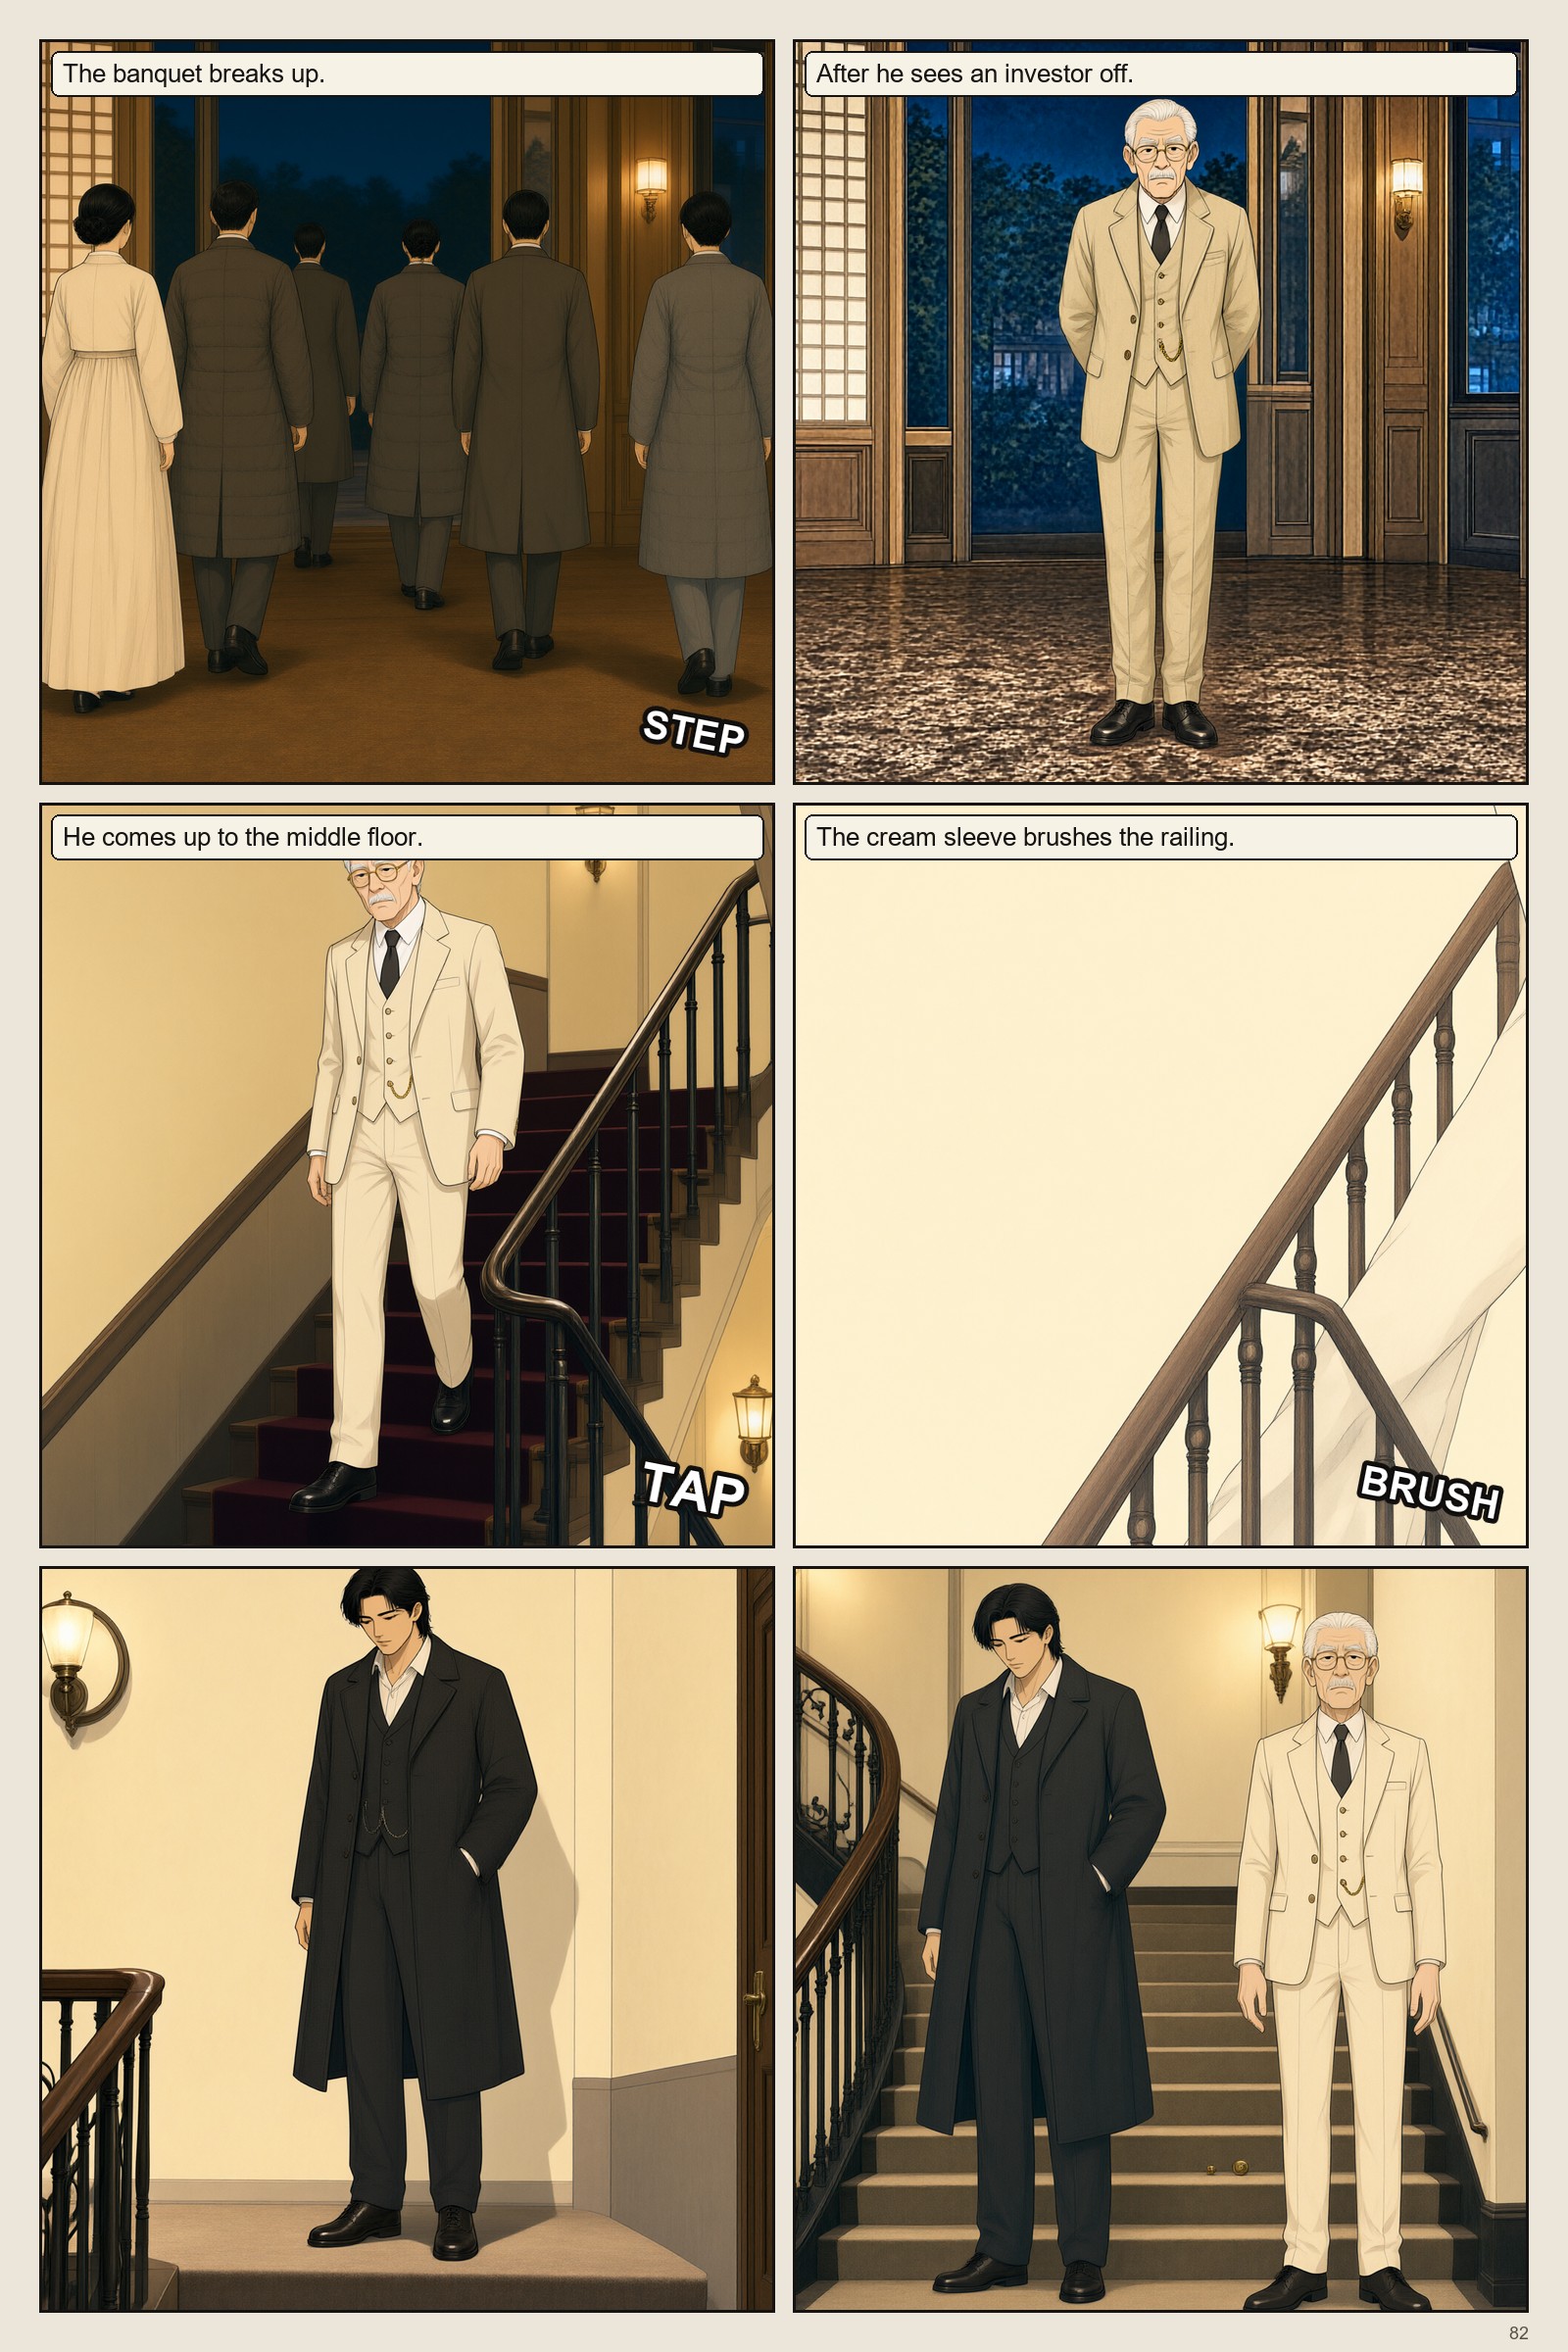 The banquet breaks up.
After he sees an investor off.
STEP
He comes up to the middle floor.
The cream sleeve brushes the railing.
TAP
BRUSH
82